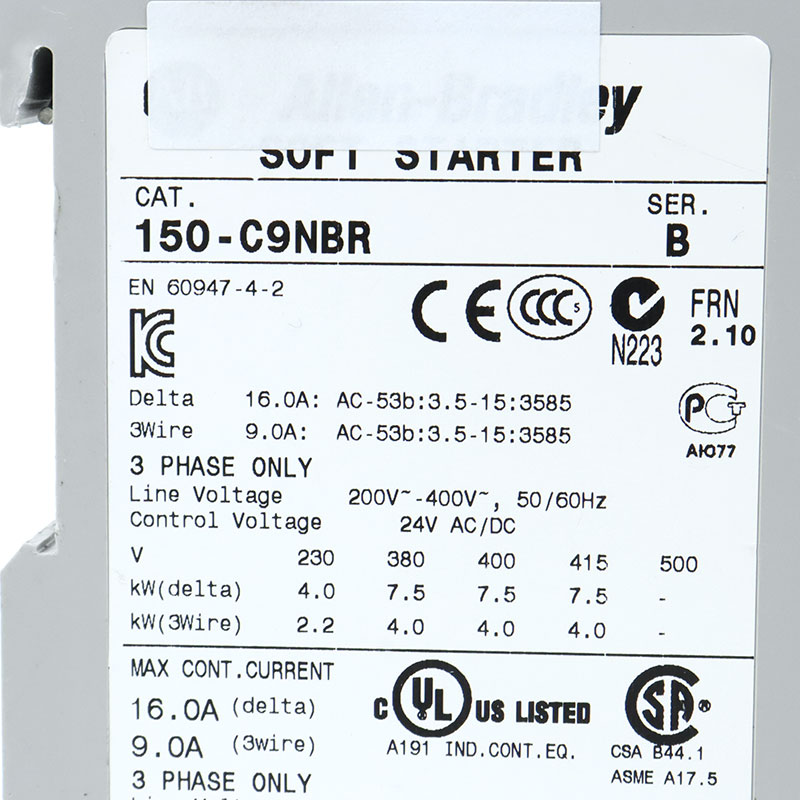 Allen-Bradley
SOFT STARTER
CAT.
150-C9NBR
SER.
B
EN 60947-4-2
CE
CCC S
N223
FRN
2.10
KC
Delta 16.0A: AC-53b:3.5-15:3585
3Wire 9.0A: AC-53b:3.5-15:3585
PCT
АЮ77
3 PHASE ONLY
Line Voltage 200V~-400V~, 50/60Hz
Control Voltage 24V AC/DC
V 230 380 400 415 500
kW(delta) 4.0 7.5 7.5 7.5 -
kW(3Wire) 2.2 4.0 4.0 4.0 -
MAX CONT.CURRENT
16.0A (delta)
9.0A (3wire)
3 PHASE ONLY
C UL US LISTED
A191 IND.CONT.EQ.
SA ®
CSA B44.1
ASME A17.5